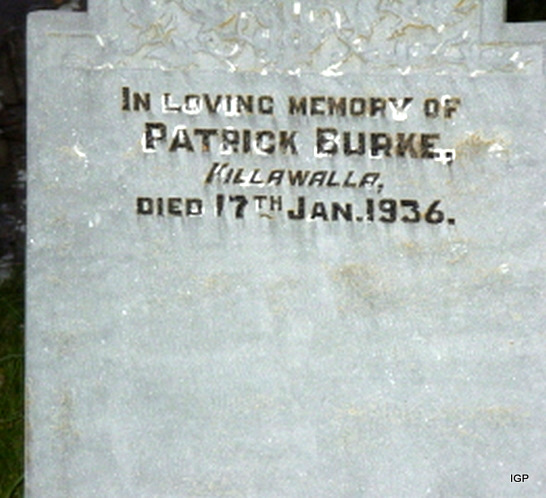 IN LOVING MEMORY OF
PATRICK BURKE,
KILLAWALLA,
DIED 17TH JAN. 1936.
IGP